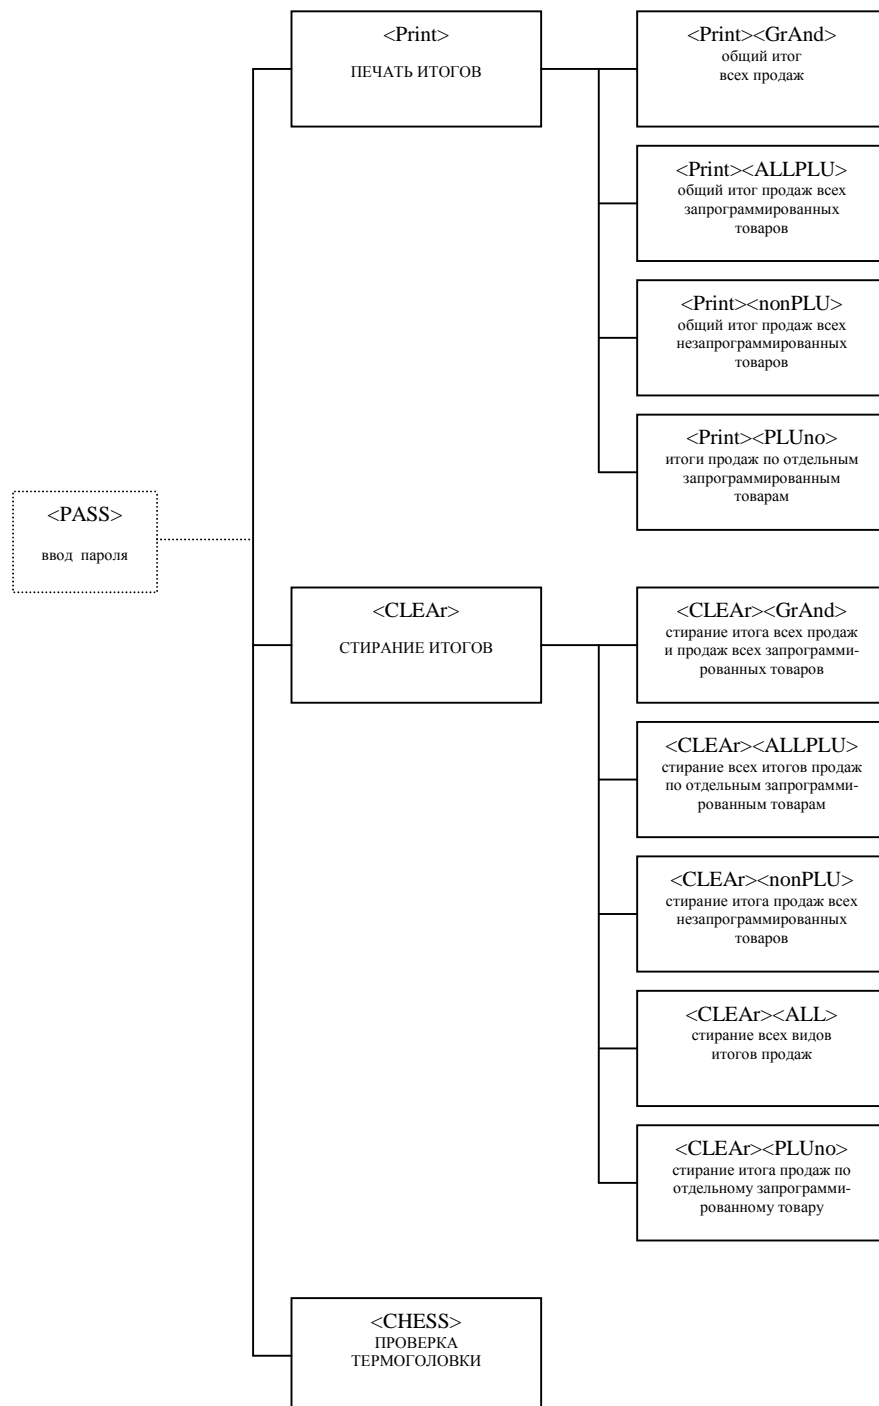 <Print>
ПЕЧАТЬ ИТОГОВ
<Print><GrAnd>
общий итог
всех продаж
<Print><ALLPLU>
общий итог продаж всех
запрограммированных
товаров
<Print><nonPLU>
общий итог продаж всех
незапрограммированных
товаров
<Print><PLUno>
итоги продаж по отдельным
запрограммированным
товарам
<PASS>
ввод пароля
<CLEAr>
СТИРАНИЕ ИТОГОВ
<CLEAr><GrAnd>
стирание итога всех продаж
и продаж всех запрограмми-
рованных товаров
<CLEAr><ALLPLU>
стирание всех итогов продаж
по отдельным запрограмми-
рованным товарам
<CLEAr><nonPLU>
стирание итога продаж всех
незапрограммированных
товаров
<CLEAr><ALL>
стирание всех видов
итогов продаж
<CLEAr><PLUno>
стирание итога продаж по
отдельному запрограмми-
рованному товару
<CHESS>
ПРОВЕРКА
ТЕРМОГОЛОВКИ